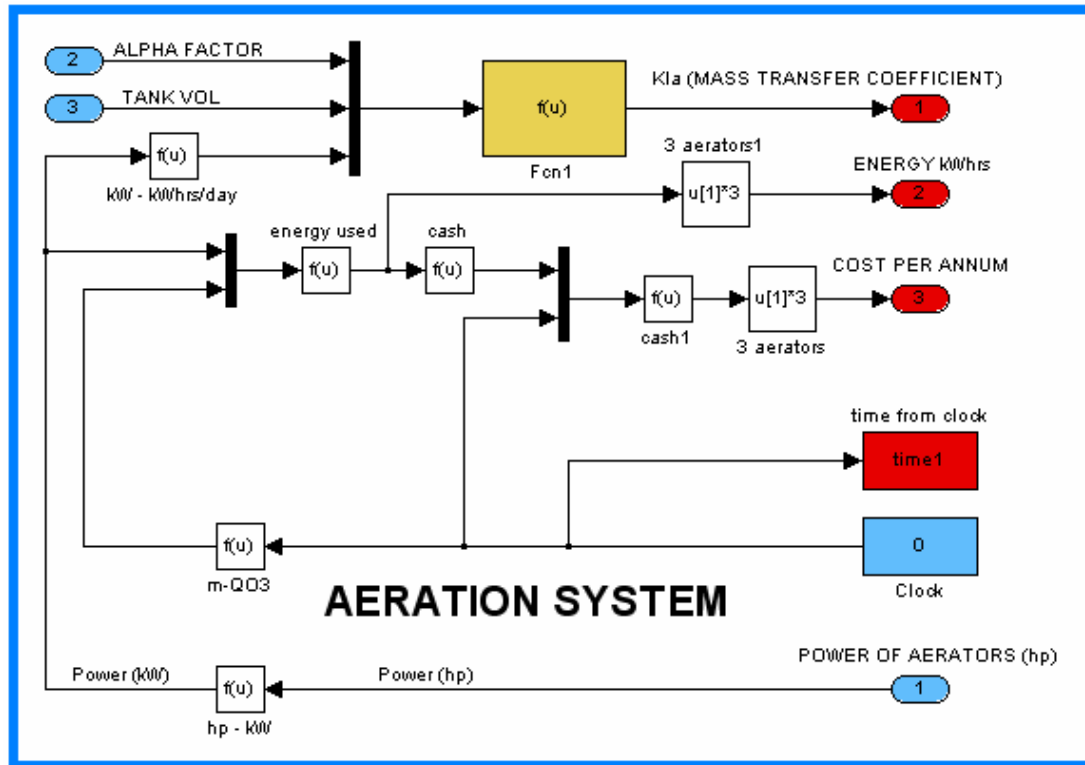 2
ALPHA FACTOR
3
TANK VOL
f(u)
Fcn1
Kla (MASS TRANSFER COEFFICIENT)
1
f(u)
kW - kWhrs/day
3 aerators1
u[1]*3
ENERGY kWhrs
2
energy used
f(u)
cash
f(u)
COST PER ANNUM
f(u)
cash1
u[1]*3
3 aerators
3
time from clock
time1
f(u)
m-QO3
0
Clock
AERATION SYSTEM
POWER OF AERATORS (hp)
Power (kW)
f(u)
hp - kW
Power (hp)
1